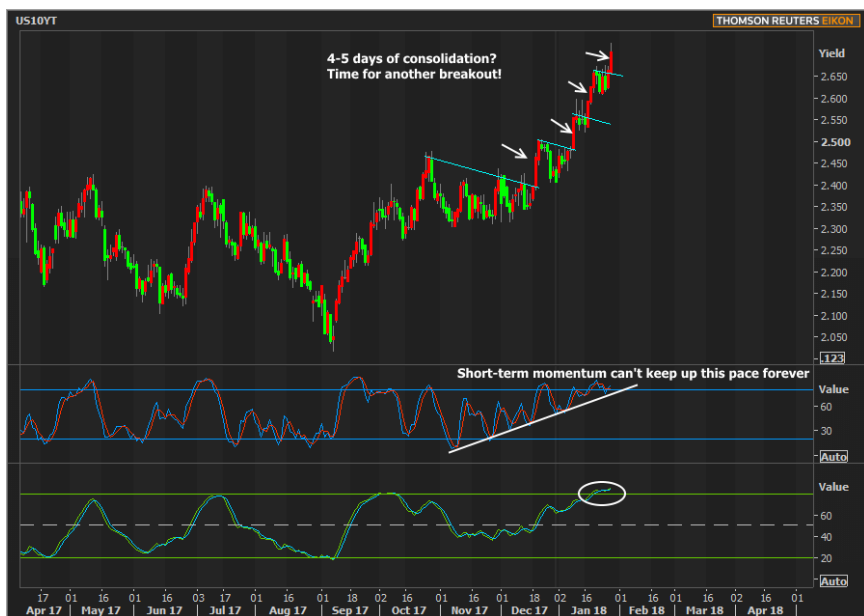 US10YT
THOMSON REUTERS EIKON
4-5 days of consolidation?
Time for another breakout!
Yield
2.650
2.600
2.550
2.500
2.450
2.400
2.350
2.300
2.250
2.200
2.150
2.100
2.050
.123
Short-term momentum can't keep up this pace forever
Value
60
30
Auto
Value
60
20
Auto
17 01 16 01 16 03 17 01 16 01 18 02 16 01 16 01 18 02 16 01 16 01 16 02 16 01
Apr 17 May 17 Jun 17 Jul 17 Aug 17 Sep 17 Oct 17 Nov 17 Dec 17 Jan 18 Feb 18 Mar 18 Apr 18